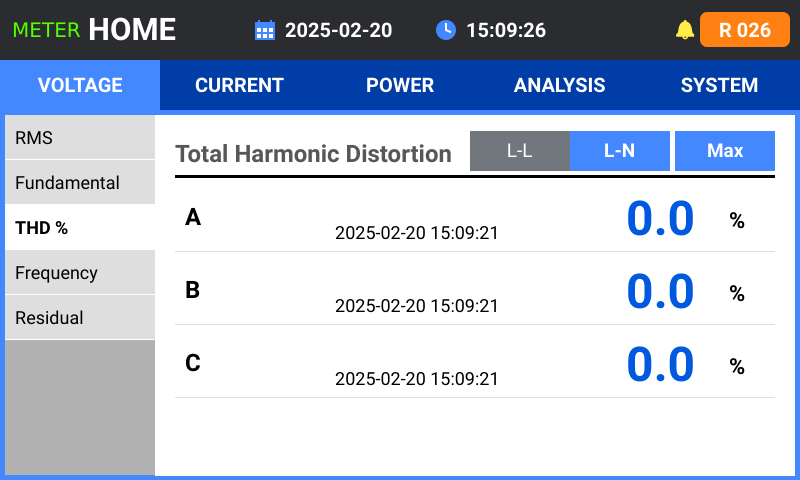 METER HOME 2025-02-20 15:09:26 R 026
VOLTAGE CURRENT POWER ANALYSIS SYSTEM
RMS
Fundamental
THD %
Frequency
Residual
Total Harmonic Distortion L-L L-N Max
A 2025-02-20 15:09:21 0.0 %
B 2025-02-20 15:09:21 0.0 %
C 2025-02-20 15:09:21 0.0 %